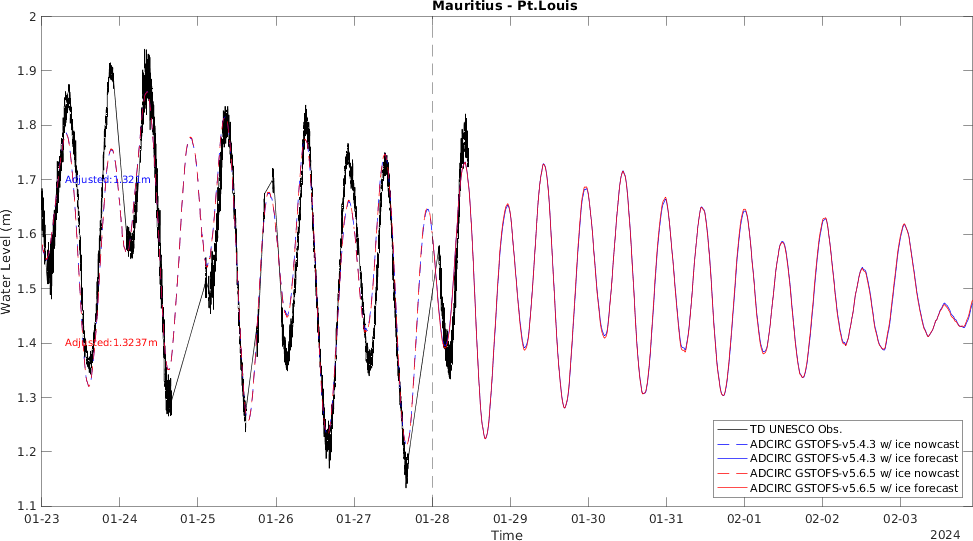 Mauritius - Pt.Louis
2
1.9
1.8
1.7
1.6
1.5
1.4
1.3
1.2
1.1
Water Level (m)
Adjusted:1.321m
Adjusted:1.3237m
TD UNESCO Obs.
ADCIRC GSTOFS-v5.4.3 w/ ice nowcast
ADCIRC GSTOFS-v5.4.3 w/ ice forecast
ADCIRC GSTOFS-v5.6.5 w/ ice nowcast
ADCIRC GSTOFS-v5.6.5 w/ ice forecast
01-23 01-24 01-25 01-26 01-27 01-28 01-29 01-30 01-31 02-01 02-02 02-03
Time
2024